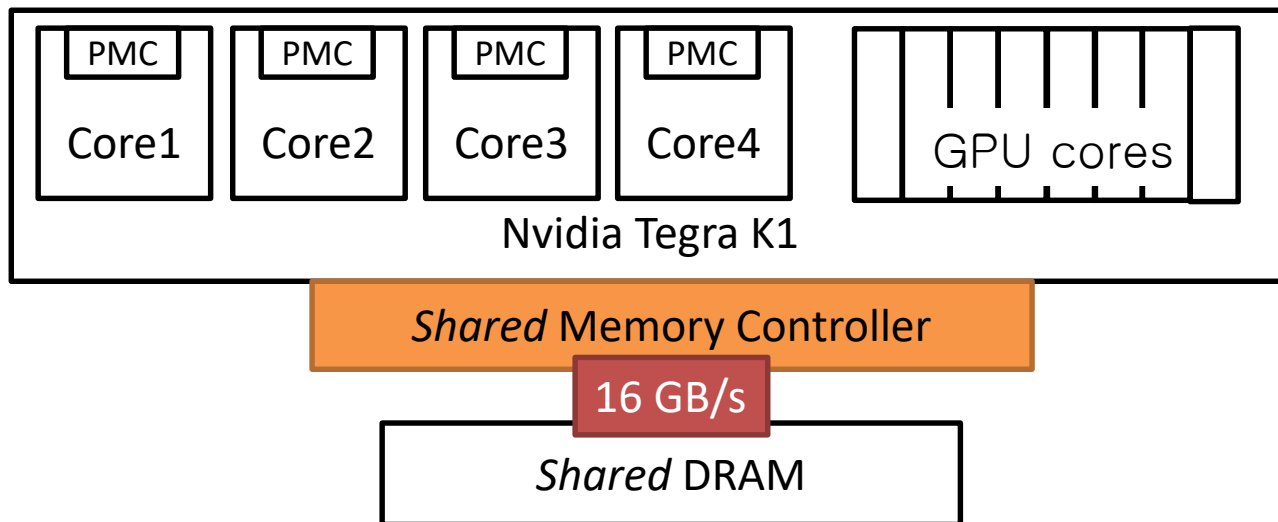 PMC PMC PMC PMC
Core1 Core2 Core3 Core4 GPU cores
Nvidia Tegra K1
Shared Memory Controller
16 GB/s
Shared DRAM